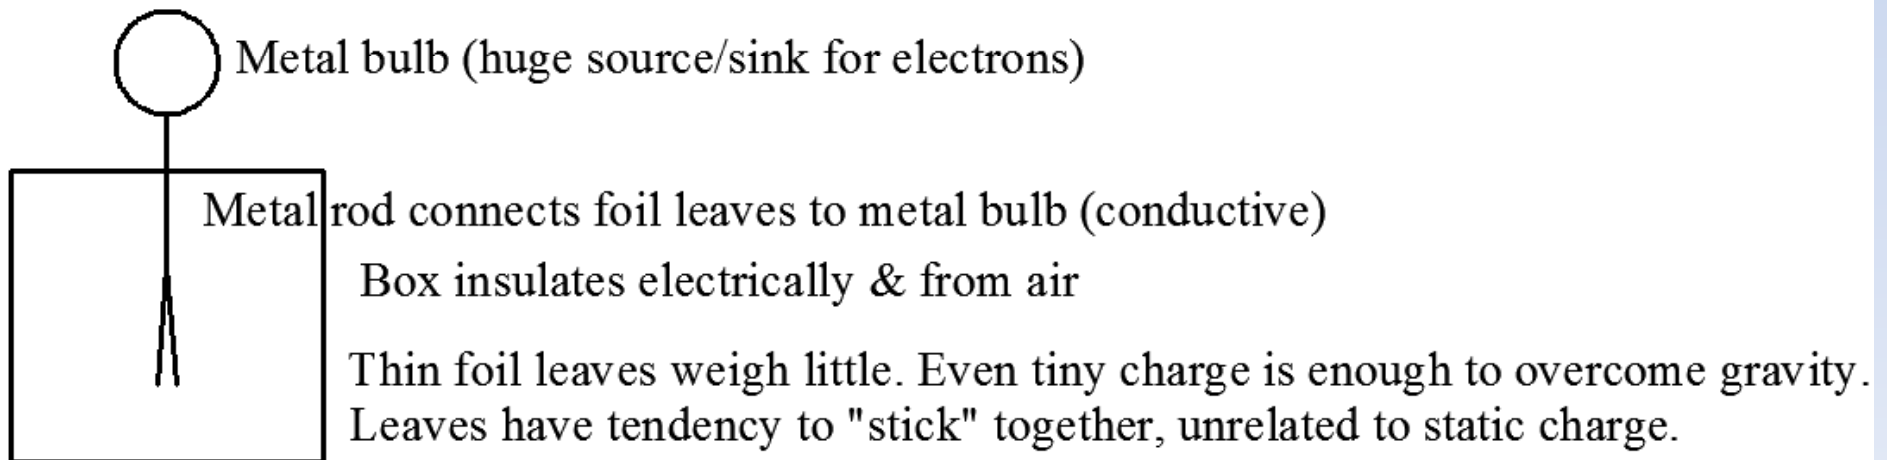 Metal bulb (huge source/sink for electrons)
Metal rod connects foil leaves to metal bulb (conductive)
Box insulates electrically & from air
Thin foil leaves weigh little. Even tiny charge is enough to overcome gravity.
Leaves have tendency to "stick" together, unrelated to static charge.